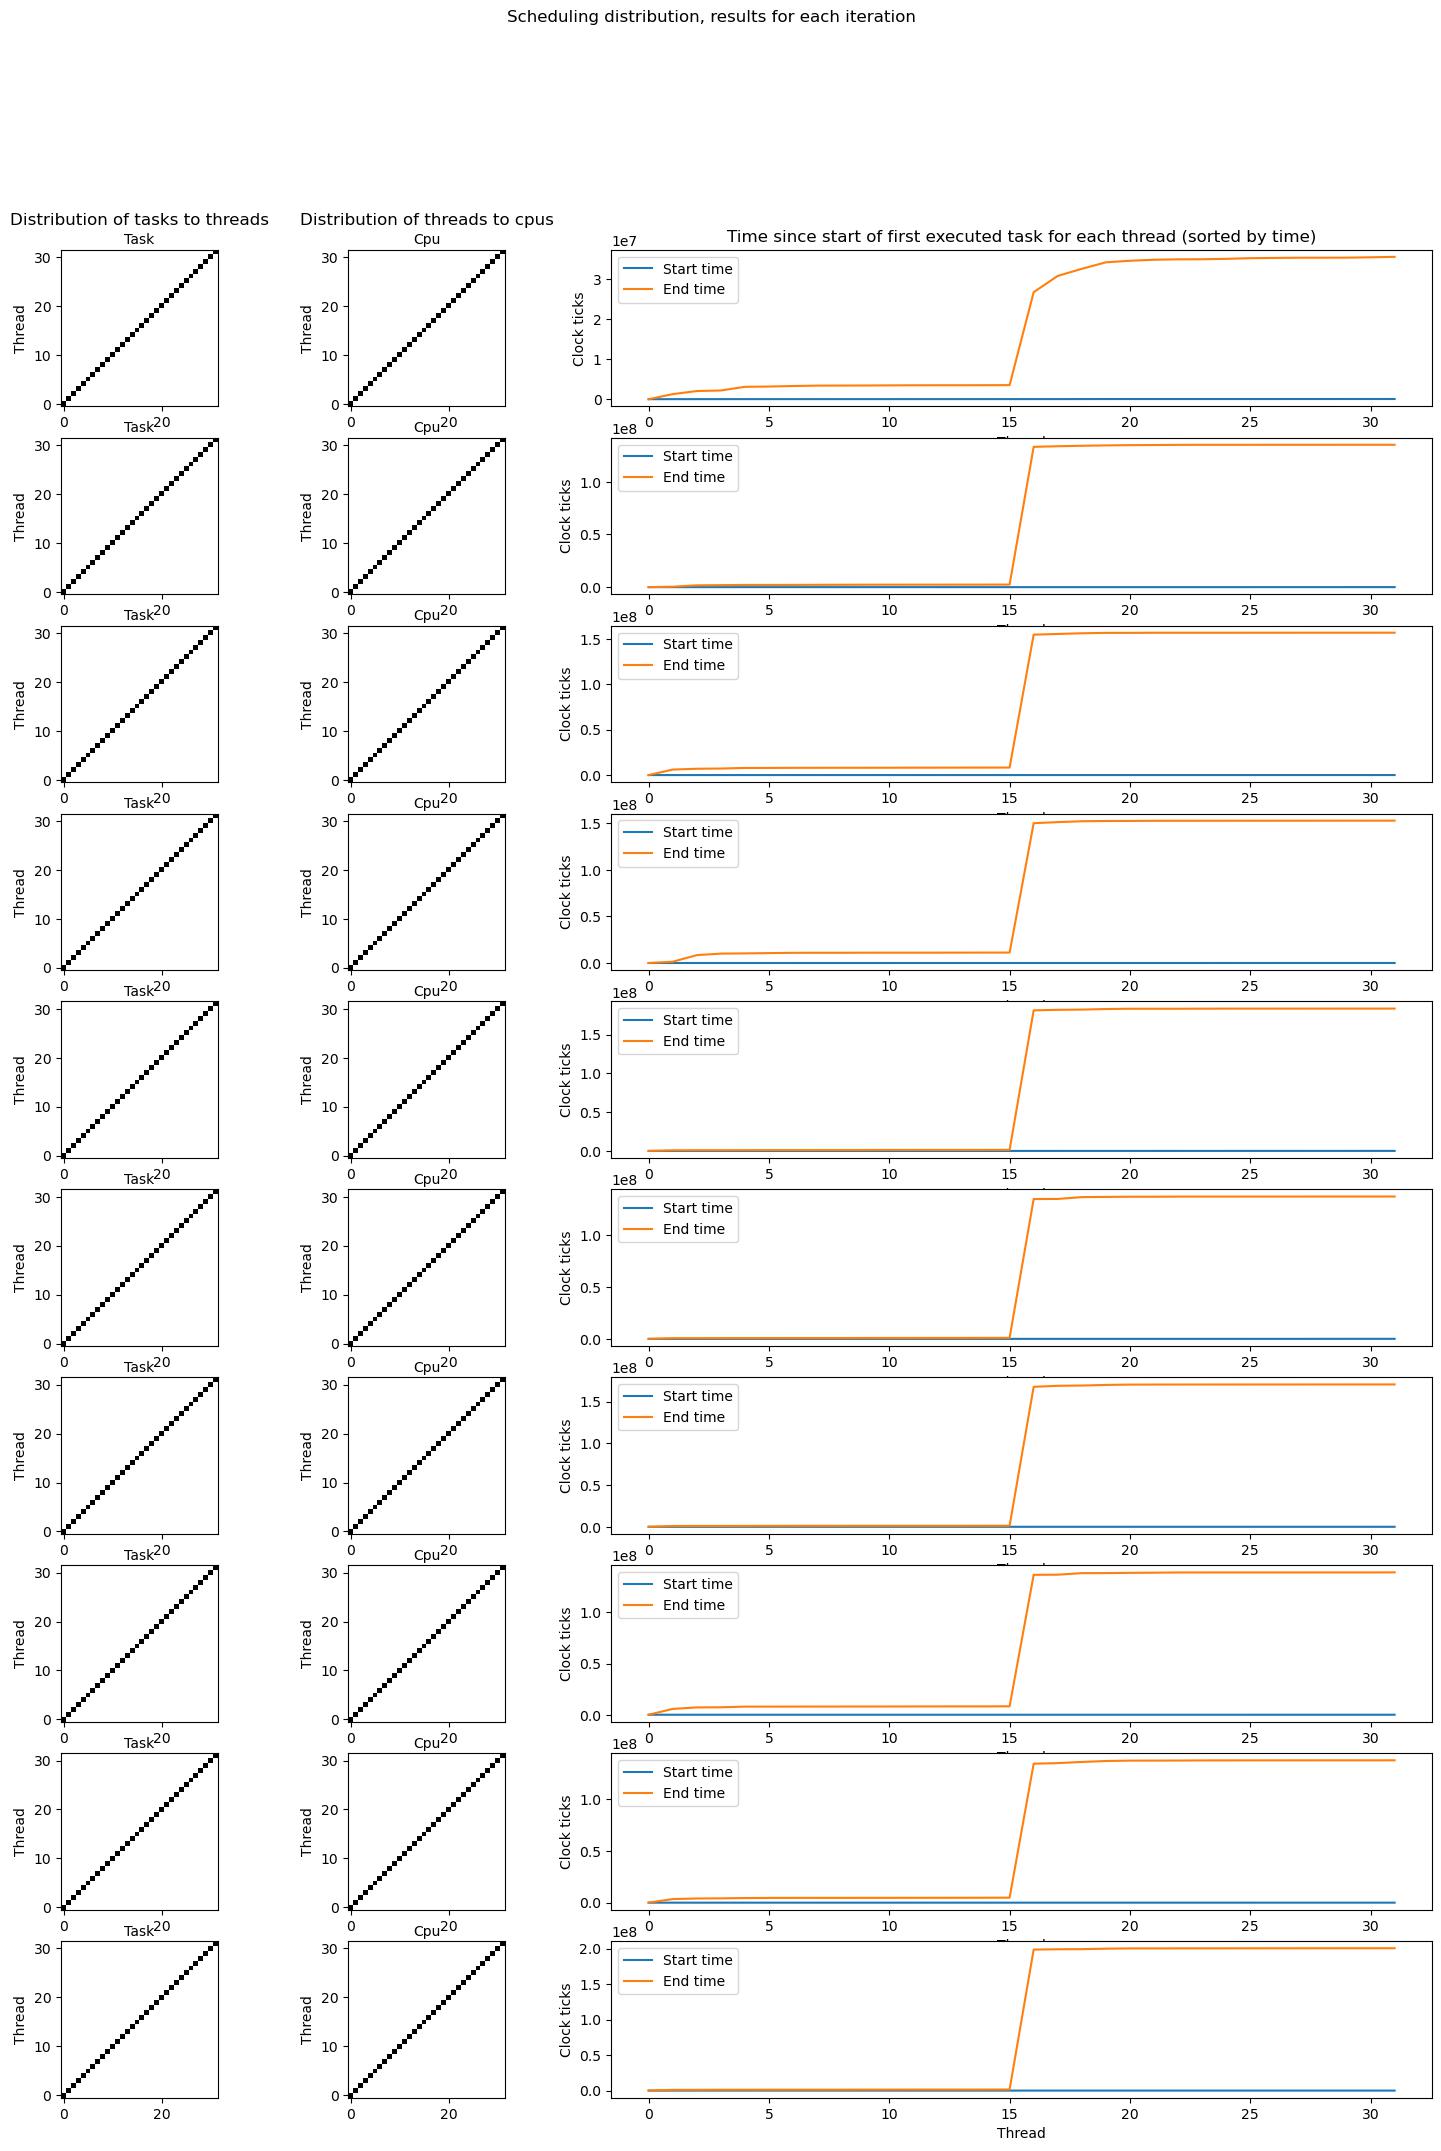 Scheduling distribution, results for each iteration
Distribution of tasks to threads
Distribution of threads to cpus
Time since start of first executed task for each thread (sorted by time)
Task
Thread
30
20
10
0
0 20
Cpu
Thread
30
20
10
0
0 20
1e7
Clock ticks
3
2
1
0
Start time
End time
0 5 10 15 20 25 30
Task
Thread
30
20
10
0
0 20
Cpu
Thread
30
20
10
0
0 20
1e8
Clock ticks
1.0
0.5
0.0
Start time
End time
0 5 10 15 20 25 30
Task
Thread
30
20
10
0
0 20
Cpu
Thread
30
20
10
0
0 20
1e8
Clock ticks
1.5
1.0
0.5
0.0
Start time
End time
0 5 10 15 20 25 30
Task
Thread
30
20
10
0
0 20
Cpu
Thread
30
20
10
0
0 20
1e8
Clock ticks
1.5
1.0
0.5
0.0
Start time
End time
0 5 10 15 20 25 30
Task
Thread
30
20
10
0
0 20
Cpu
Thread
30
20
10
0
0 20
1e8
Clock ticks
1.5
1.0
0.5
0.0
Start time
End time
0 5 10 15 20 25 30
Task
Thread
30
20
10
0
0 20
Cpu
Thread
30
20
10
0
0 20
1e8
Clock ticks
1.0
0.5
0.0
Start time
End time
0 5 10 15 20 25 30
Task
Thread
30
20
10
0
0 20
Cpu
Thread
30
20
10
0
0 20
1e8
Clock ticks
1.5
1.0
0.5
0.0
Start time
End time
0 5 10 15 20 25 30
Task
Thread
30
20
10
0
0 20
Cpu
Thread
30
20
10
0
0 20
1e8
Clock ticks
1.0
0.5
0.0
Start time
End time
0 5 10 15 20 25 30
Task
Thread
30
20
10
0
0 20
Cpu
Thread
30
20
10
0
0 20
1e8
Clock ticks
1.0
0.5
0.0
Start time
End time
0 5 10 15 20 25 30
Task
Thread
30
20
10
0
0 20
Cpu
Thread
30
20
10
0
0 20
1e8
Clock ticks
2.0
1.5
1.0
0.5
0.0
Start time
End time
0 5 10 15 20 25 30
Thread